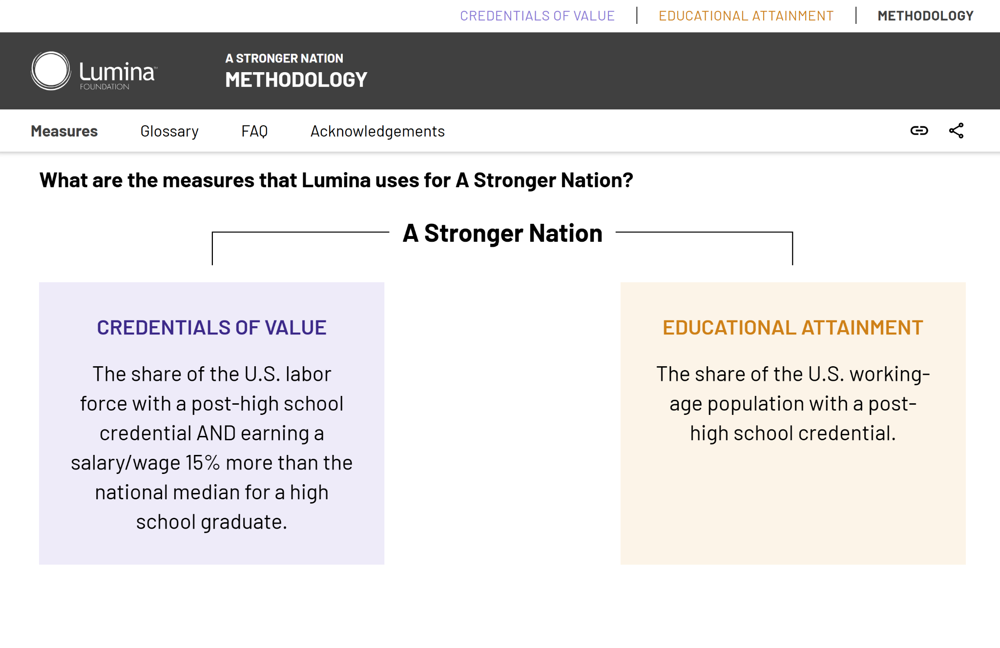 CREDENTIALS OF VALUE | EDUCATIONAL ATTAINMENT | METHODOLOGY
Lumina™
FOUNDATION
A STRONGER NATION
METHODOLOGY
Measures Glossary FAQ Acknowledgements
What are the measures that Lumina uses for A Stronger Nation?
A Stronger Nation
CREDENTIALS OF VALUE
The share of the U.S. labor
force with a post-high school
credential AND earning a
salary/wage 15% more than the
national median for a high
school graduate.
EDUCATIONAL ATTAINMENT
The share of the U.S. working-
age population with a post-
high school credential.